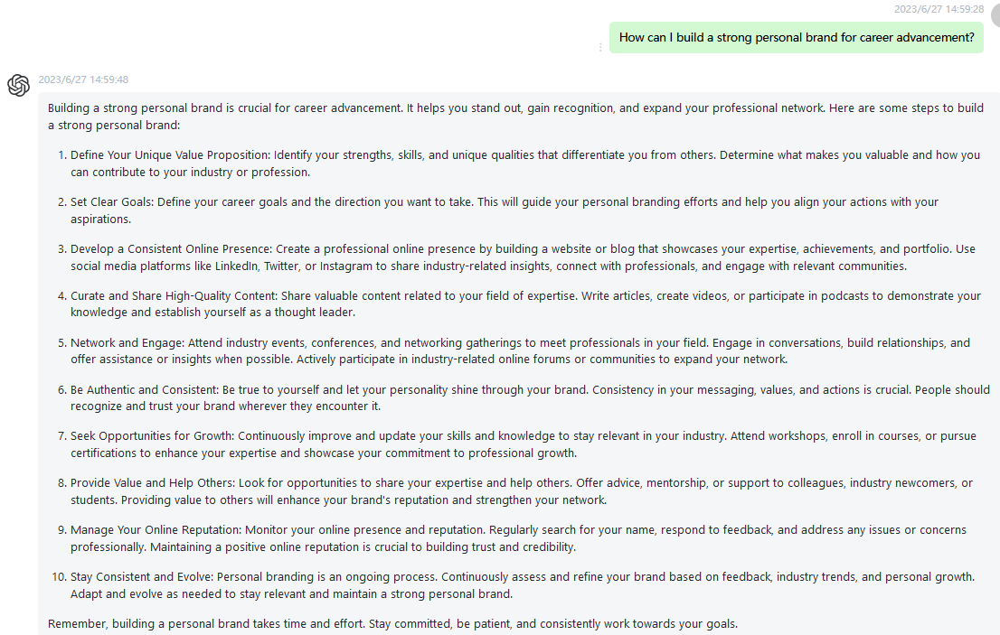 2023/6/27 14:59:28
How can I build a strong personal brand for career advancement?
2023/6/27 14:59:48
Building a strong personal brand is crucial for career advancement. It helps you stand out, gain recognition, and expand your professional network. Here are some steps to build
a strong personal brand:
1. Define Your Unique Value Proposition: Identify your strengths, skills, and unique qualities that differentiate you from others. Determine what makes you valuable and how you
can contribute to your industry or profession.
2. Set Clear Goals: Define your career goals and the direction you want to take. This will guide your personal branding efforts and help you align your actions with your
aspirations.
3. Develop a Consistent Online Presence: Create a professional online presence by building a website or blog that showcases your expertise, achievements, and portfolio. Use
social media platforms like LinkedIn, Twitter, or Instagram to share industry-related insights, connect with professionals, and engage with relevant communities.
4. Curate and Share High-Quality Content: Share valuable content related to your field of expertise. Write articles, create videos, or participate in podcasts to demonstrate your
knowledge and establish yourself as a thought leader.
5. Network and Engage: Attend industry events, conferences, and networking gatherings to meet professionals in your field. Engage in conversations, build relationships, and
offer assistance or insights when possible. Actively participate in industry-related online forums or communities to expand your network.
6. Be Authentic and Consistent: Be true to yourself and let your personality shine through your brand. Consistency in your messaging, values, and actions is crucial. People should
recognize and trust your brand wherever they encounter it.
7. Seek Opportunities for Growth: Continuously improve and update your skills and knowledge to stay relevant in your industry. Attend workshops, enroll in courses, or pursue
certifications to enhance your expertise and showcase your commitment to professional growth.
8. Provide Value and Help Others: Look for opportunities to share your expertise and help others. Offer advice, mentorship, or support to colleagues, industry newcomers, or
students. Providing value to others will enhance your brand's reputation and strengthen your network.
9. Manage Your Online Reputation: Monitor your online presence and reputation. Regularly search for your name, respond to feedback, and address any issues or concerns
professionally. Maintaining a positive online reputation is crucial to building trust and credibility.
10. Stay Consistent and Evolve: Personal branding is an ongoing process. Continuously assess and refine your brand based on feedback, industry trends, and personal growth.
Adapt and evolve as needed to stay relevant and maintain a strong personal brand.
Remember, building a personal brand takes time and effort. Stay committed, be patient, and consistently work towards your goals.